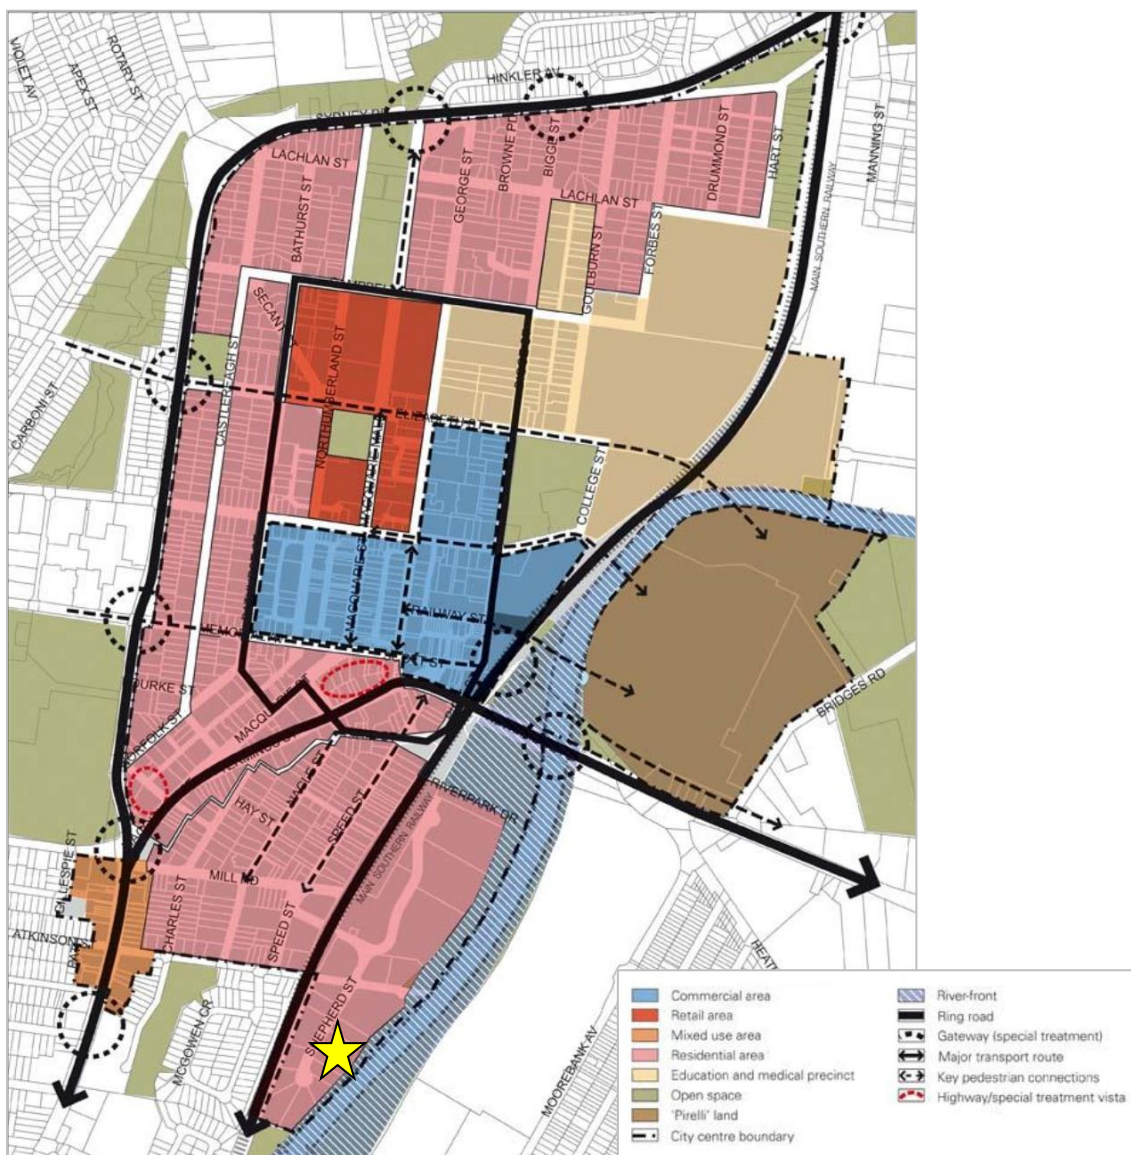 VIOLET AV
ROTARY ST
APEX ST
HINKLER AV
MANNING ST
LACHLAN ST
BATHURST ST
GEORGE ST
BROWNE PD
BIGGE ST
DRUMMOND ST
HART ST
LACHLAN ST
FORBES ST
GOULBURN ST
MAIN SOUTHERN RAILWAY
SECANT
NORTHUMBERLAND ST
CASTLEREAGH ST
CARBONI ST
ELIZABETH ST
COLLEGE ST
MACQUARIE ST
RAILWAY ST
BRIDGES RD
NORFOLK ST
NAGLE ST
HAY ST
SPEED ST
RIVERPARK DR
MAIN SOUTHERN RAILWAY
GILLESPIE ST
MILL RD
CHARLES ST
SPEED ST
ATKINSON
SHEPHERD ST
MCGOWEN CR
MOOREBANK AV
Commercial area
Retail area
Mixed use area
Residential area
Education and medical precinct
Open space
'Pirelli' land
City centre boundary
River-front
Ring road
Gateway (special treatment)
Major transport route
Key pedestrian connections
Highway/special treatment vista